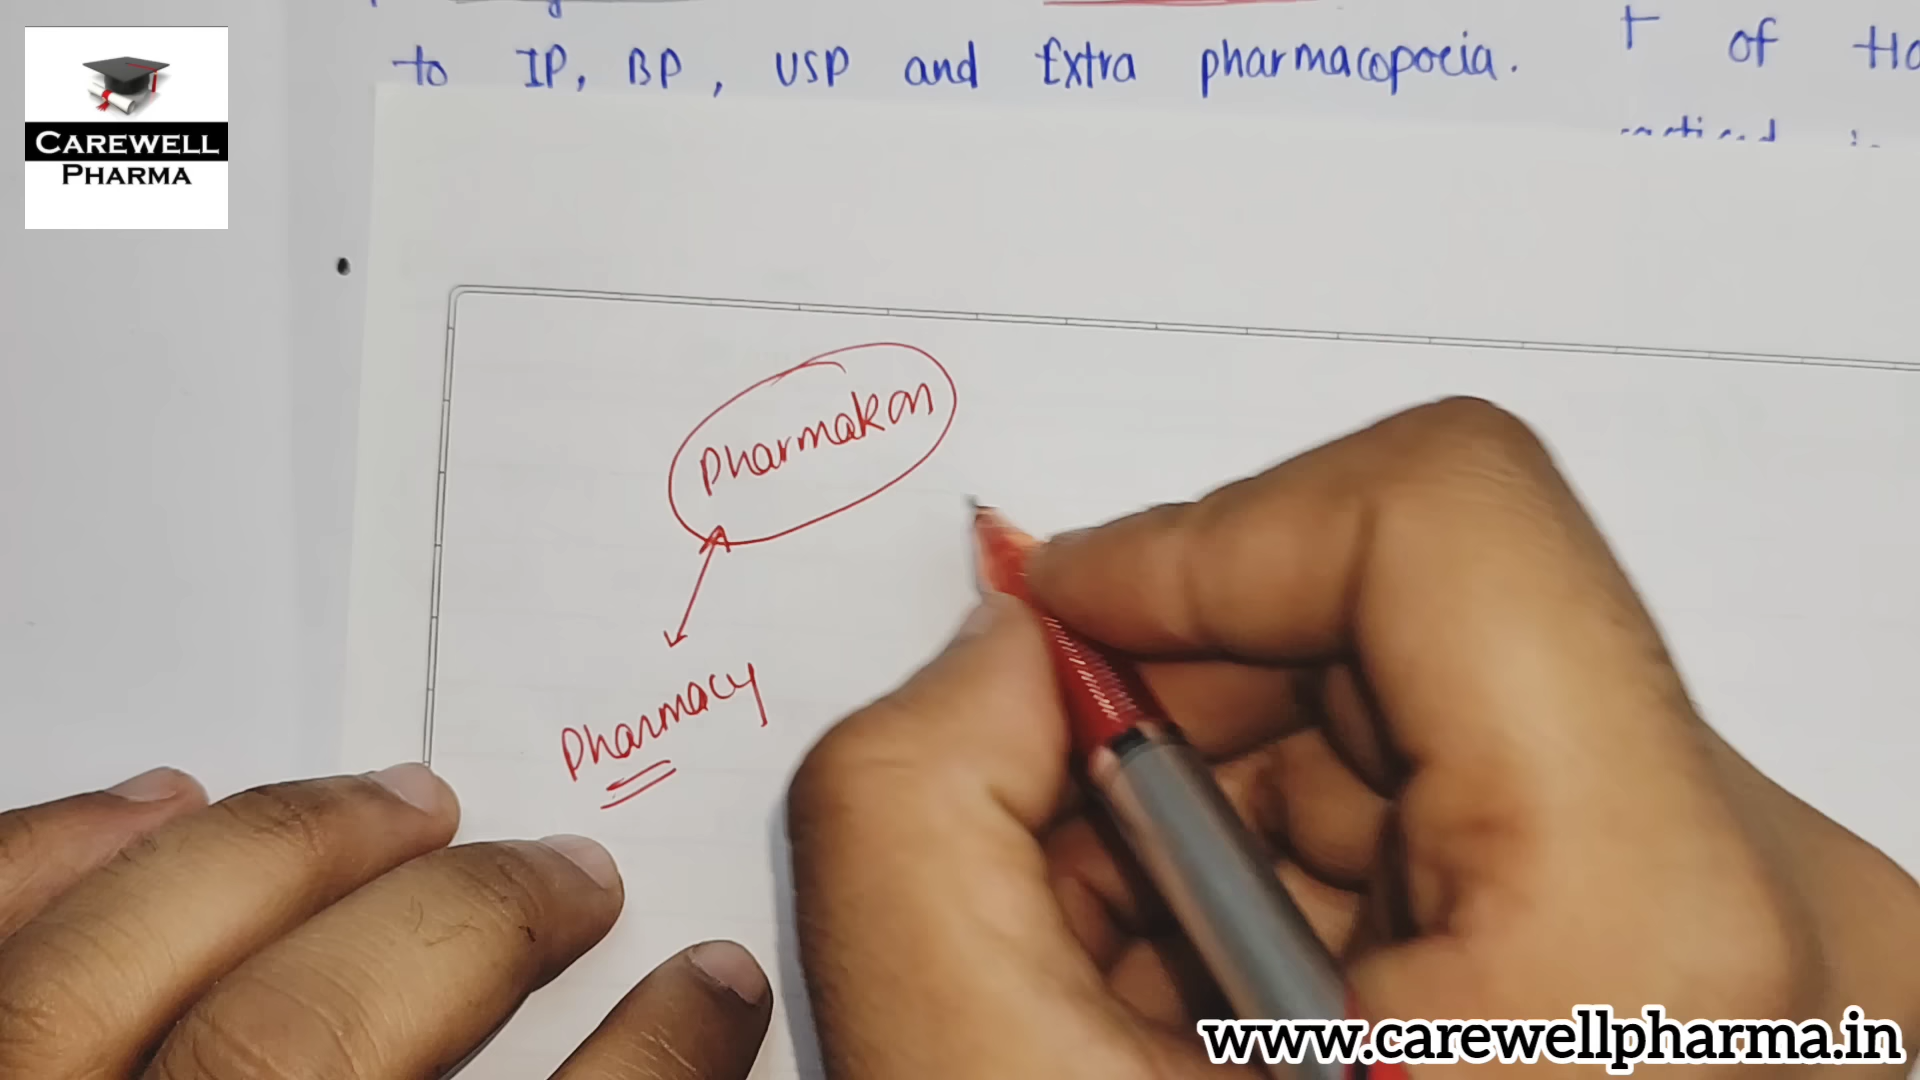 to IP, BP, USP and Extra pharmacopoeia.
of
CAREWELL
PHARMA
Pharmakon
Pharmacy
www.carewellpharma.in